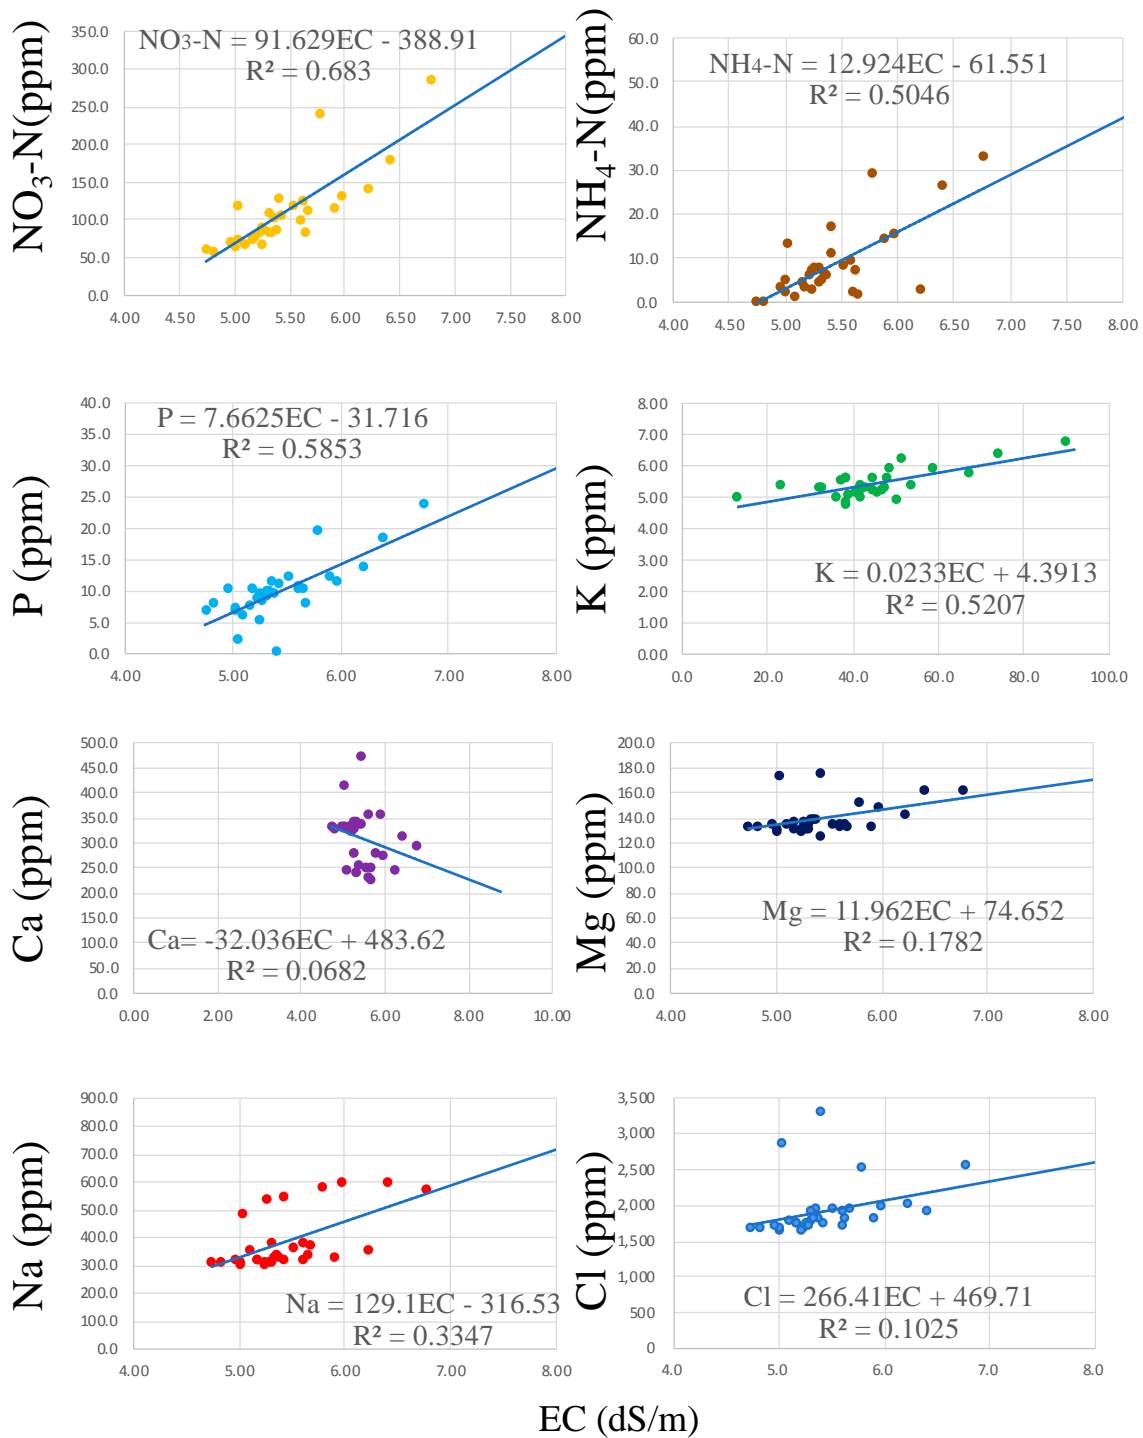 NO3-N(ppm)
350.0
300.0
250.0
200.0
150.0
100.0
50.0
0.0
NO3-N = 91.629EC - 388.91
R² = 0.683
4.00 4.50 5.00 5.50 6.00 6.50 7.00 7.50 8.00
NH4-N(ppm)
60.0
50.0
40.0
30.0
20.0
10.0
0.0
NH4-N = 12.924EC - 61.551
R² = 0.5046
4.00 4.50 5.00 5.50 6.00 6.50 7.00 7.50 8.00
P (ppm)
40.0
35.0
30.0
25.0
20.0
15.0
10.0
5.0
0.0
P = 7.6625EC - 31.716
R² = 0.5853
4.00 5.00 6.00 7.00 8.00
K (ppm)
8.00
7.00
6.00
5.00
4.00
3.00
2.00
1.00
0.00
K = 0.0233EC + 4.3913
R² = 0.5207
0.0 20.0 40.0 60.0 80.0 100.0
Ca (ppm)
500.0
450.0
400.0
350.0
300.0
250.0
200.0
150.0
100.0
50.0
0.0
Ca= -32.036EC + 483.62
R² = 0.0682
0.00 2.00 4.00 6.00 8.00 10.00
Mg (ppm)
200.0
180.0
160.0
140.0
120.0
100.0
80.0
60.0
40.0
20.0
0.0
Mg = 11.962EC + 74.652
R² = 0.1782
5.00 6.00 7.00 8.00
Na (ppm)
900.0
800.0
700.0
600.0
500.0
400.0
300.0
200.0
100.0
0.0
Na = 129.1EC - 316.53
R² = 0.3347
4.00 5.00 6.00 7.00 8.00
Cl (ppm)
3,500
3,000
2,500
2,000
1,500
1,000
500
0
Cl = 266.41EC + 469.71
R² = 0.1025
4.0 5.0 6.0 7.0 8.0
EC (dS/m)